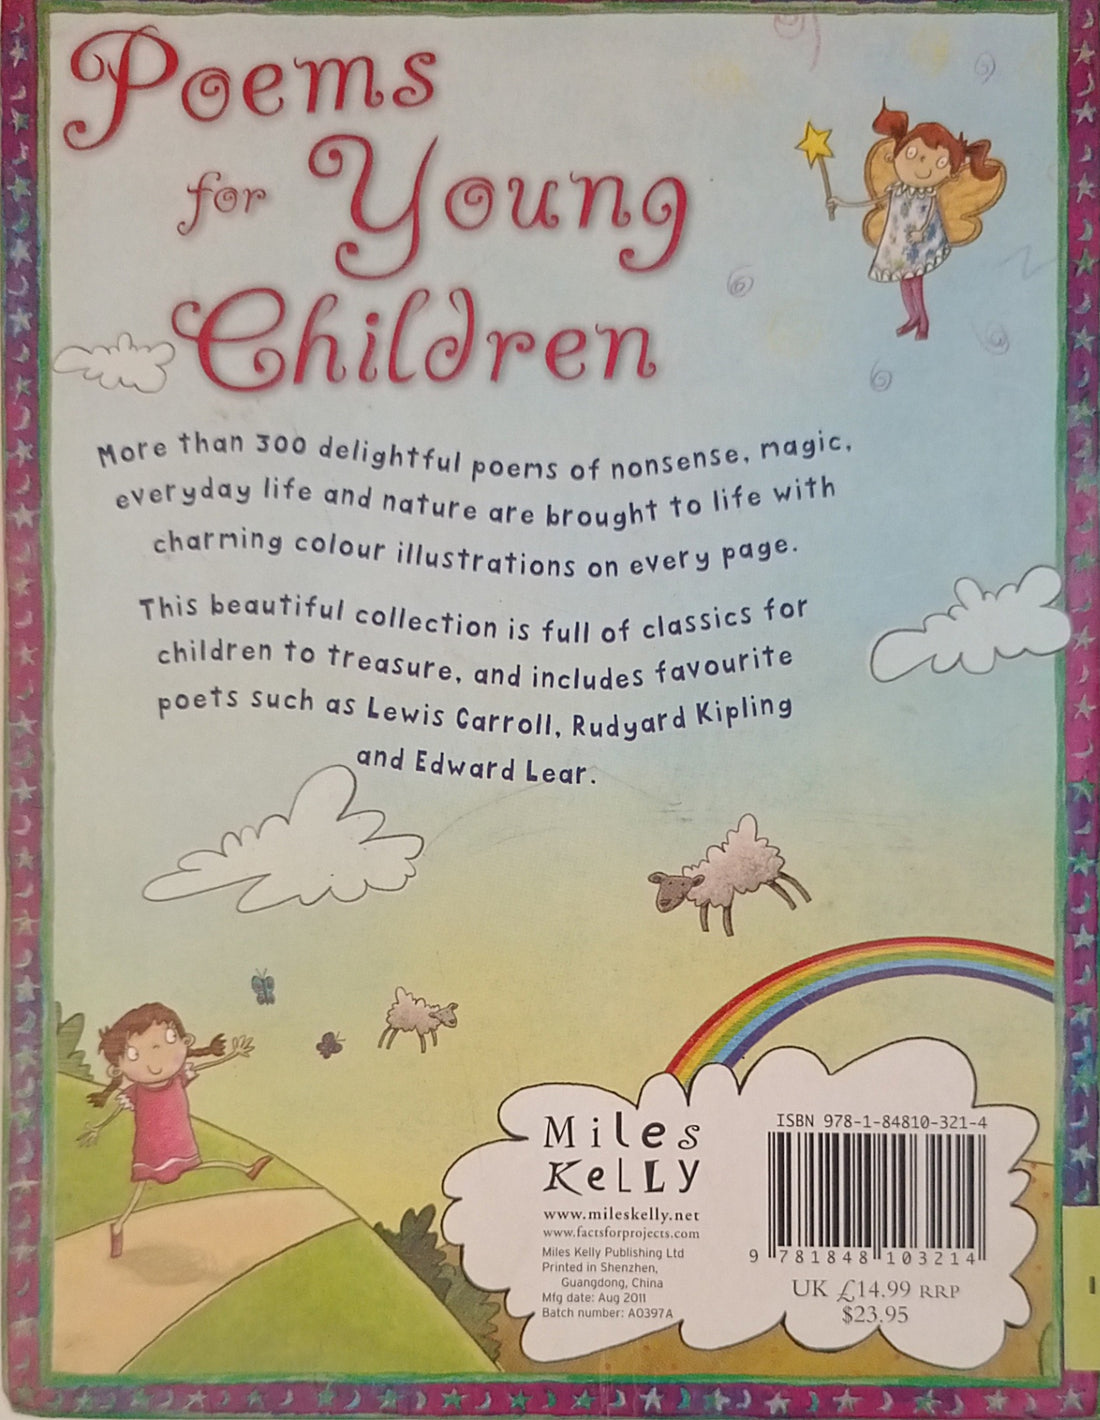 Poems
for Young
Children
More than 300 delightful poems of nonsense, magic,
everyday life and nature are brought to life with
charming colour illustrations on every page.
This beautiful collection is full of classics for
children to treasure, and includes favourite
poets such as Lewis Carroll, Rudyard Kipling
and Edward Lear.
Miles
Kelly
www.mileskelly.net
www.factsforprojects.com
Miles Kelly Publishing Ltd
Printed in Shenzhen,
Guangdong, China
Mfg date: Aug 2011
Batch number: A0397A
ISBN 978-1-84810-321-4
9 781848 103214
UK £14.99 RRP
$23.95